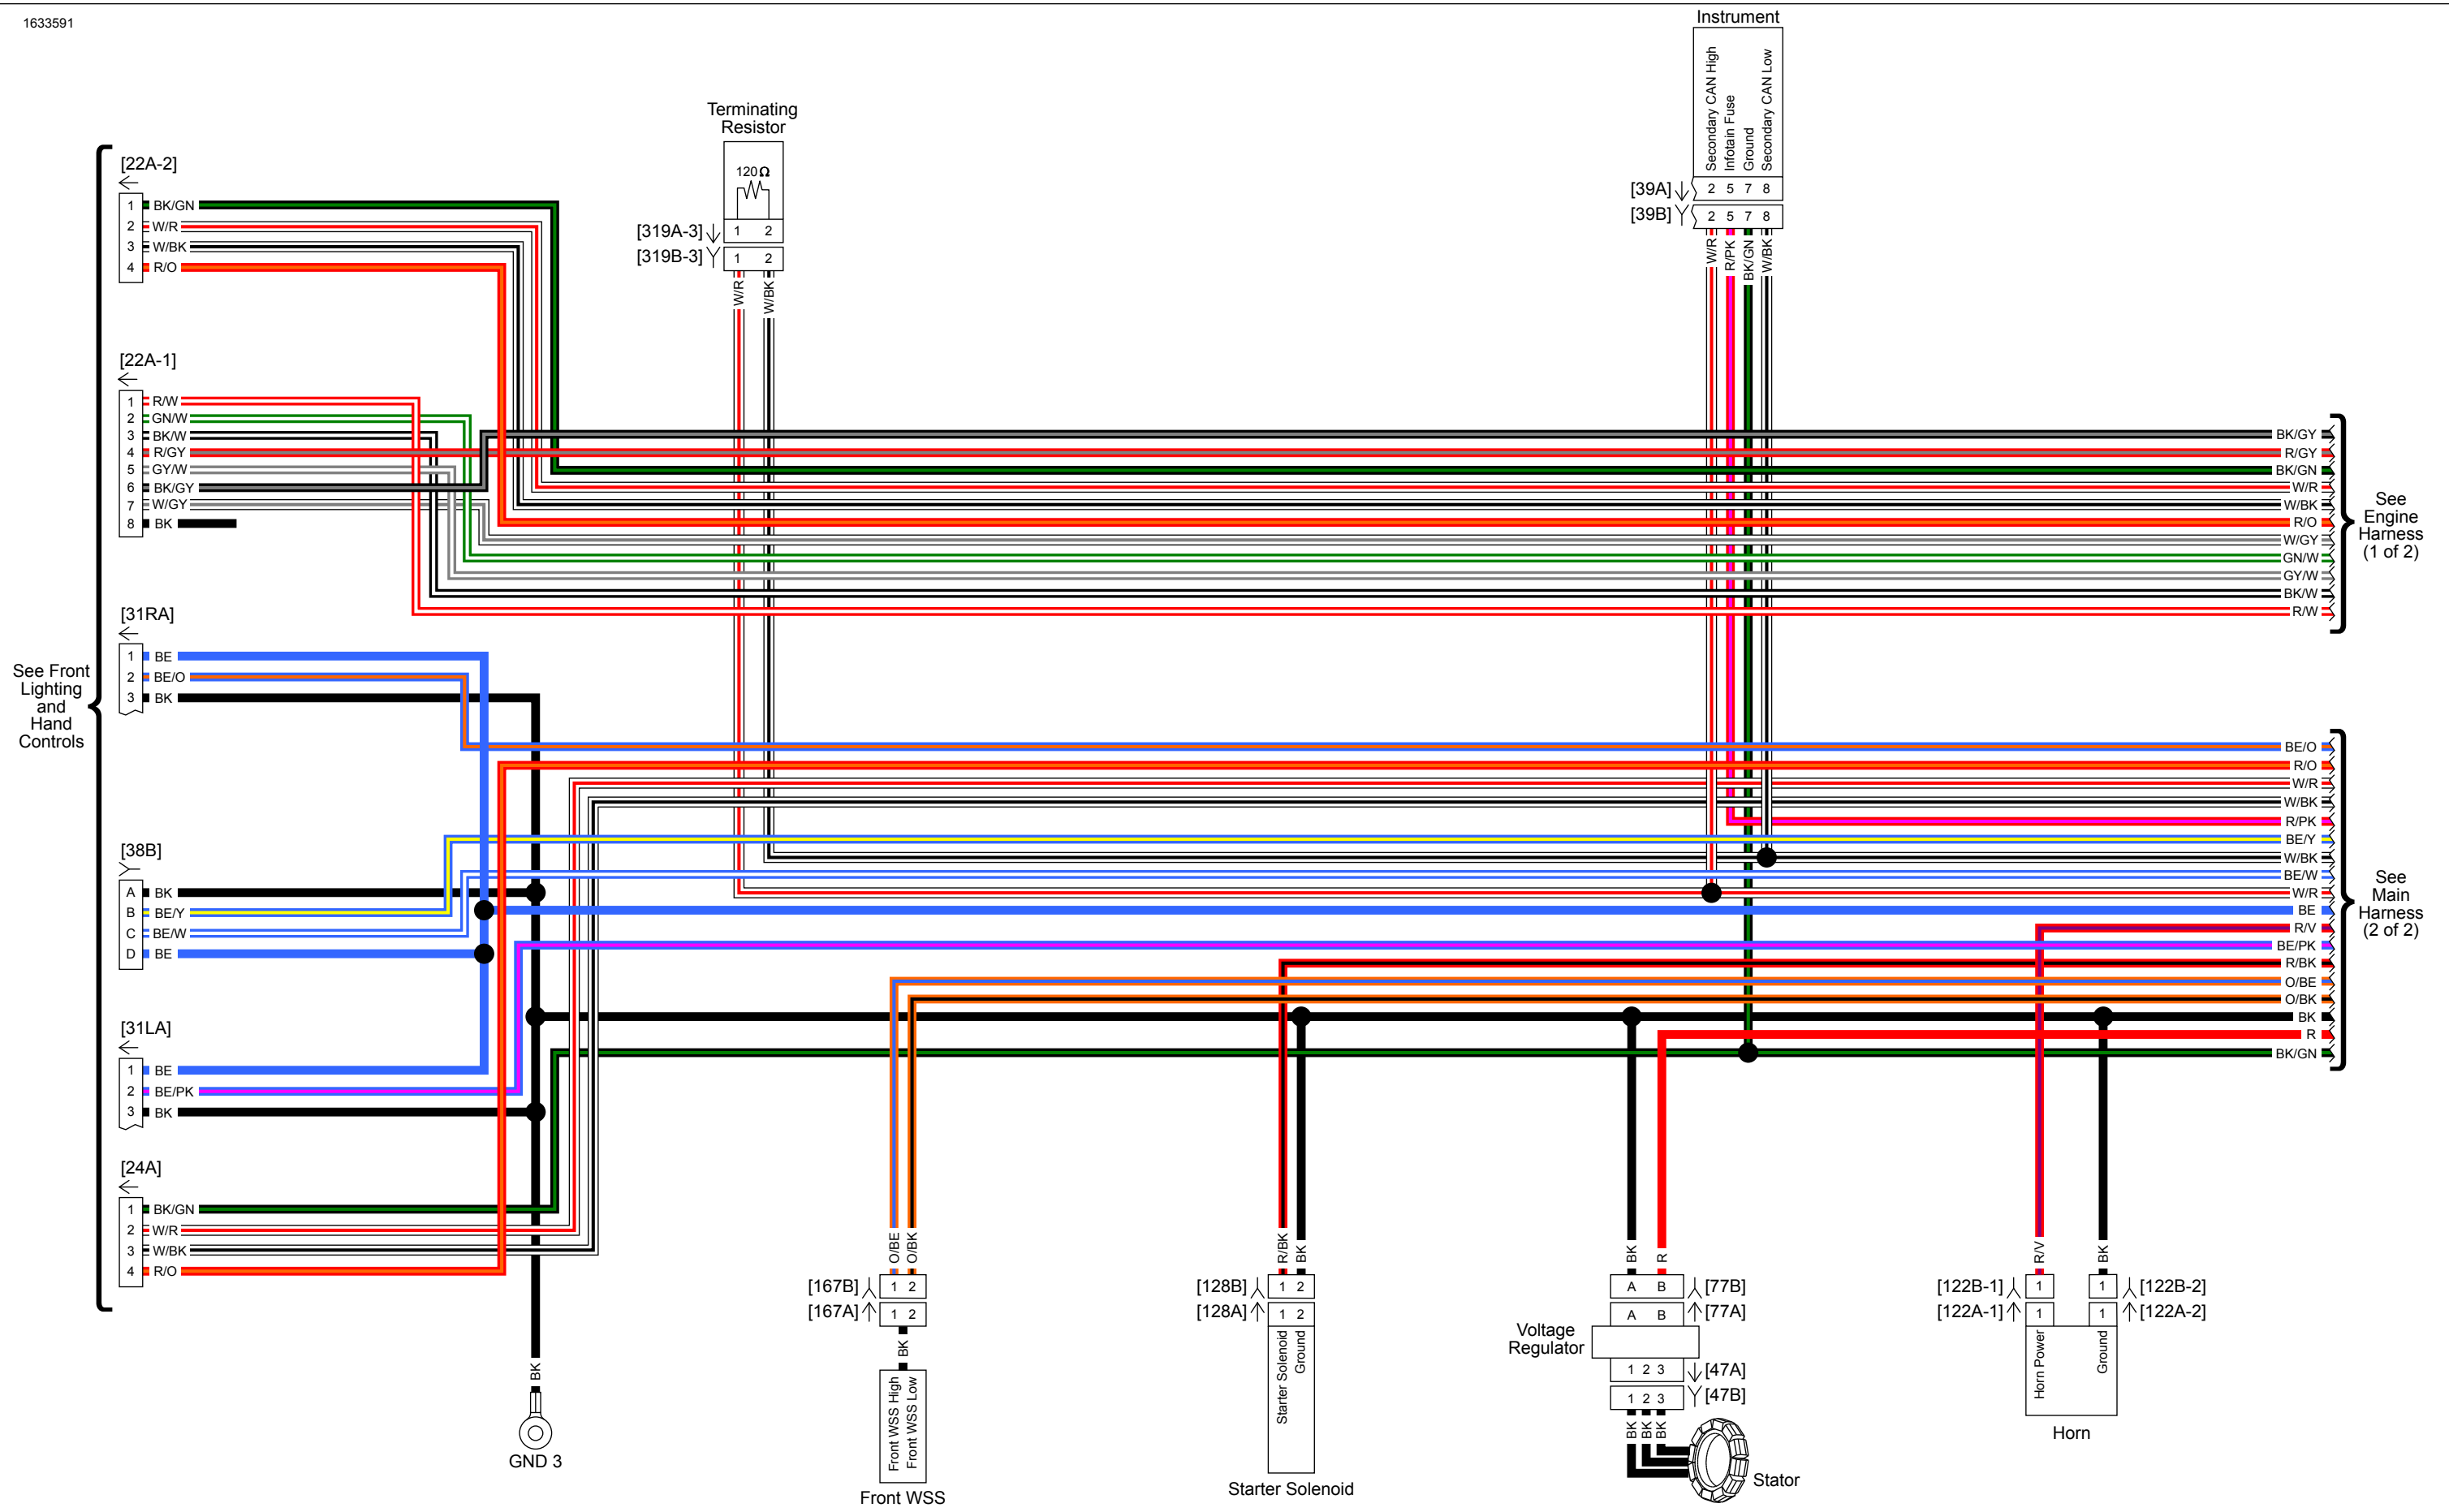 1633591
Instrument
Secondary CAN High
Infotain Fuse
Ground
Secondary CAN Low
[39A] 2 5 7 8
[39B] 2 5 7 8
W/R
R/PK
BK/GN
W/BK
Terminating
Resistor
120Ω
[319A-3] 1 2
[319B-3] 1 2
W/R
W/BK
See Front
Lighting
and
Hand
Controls
[22A-2]
1 BK/GN
2 W/R
3 W/BK
4 R/O
[22A-1]
1 R/W
2 GN/W
3 BK/W
4 R/GY
5 GY/W
6 BK/GY
7 W/GY
8 BK
[31RA]
1 BE
2 BE/O
3 BK
[38B]
A BK
B BE/Y
C BE/W
D BE
[31LA]
1 BE
2 BE/PK
3 BK
[24A]
1 BK/GN
2 W/R
3 W/BK
4 R/O
BK/GY
R/GY
BK/GN
W/R
W/BK
R/O
W/GY
GN/W
GY/W
BK/W
R/W
See
Engine
Harness
(1 of 2)
BE/O
R/O
W/R
W/BK
R/PK
BE/Y
W/BK
BE/W
W/R
BE
R/V
BE/PK
R/BK
O/BE
O/BK
BK
R
BK/GN
See
Main
Harness
(2 of 2)
BK
GND 3
O/BE
O/BK
[167B] 1 2
[167A] 1 2
BK
Front WSS High
Front WSS Low
Front WSS
R/BK
BK
[128B] 1 2
[128A] 1 2
Starter Solenoid
Ground
Starter Solenoid
BK
R
A B [77B]
A B [77A]
Voltage
Regulator
1 2 3 [47A]
1 2 3 [47B]
BK
BK
BK
Stator
R/V
BK
[122B-1] 1
1 [122B-2]
[122A-1] 1
1 [122A-2]
Horn Power
Ground
Horn